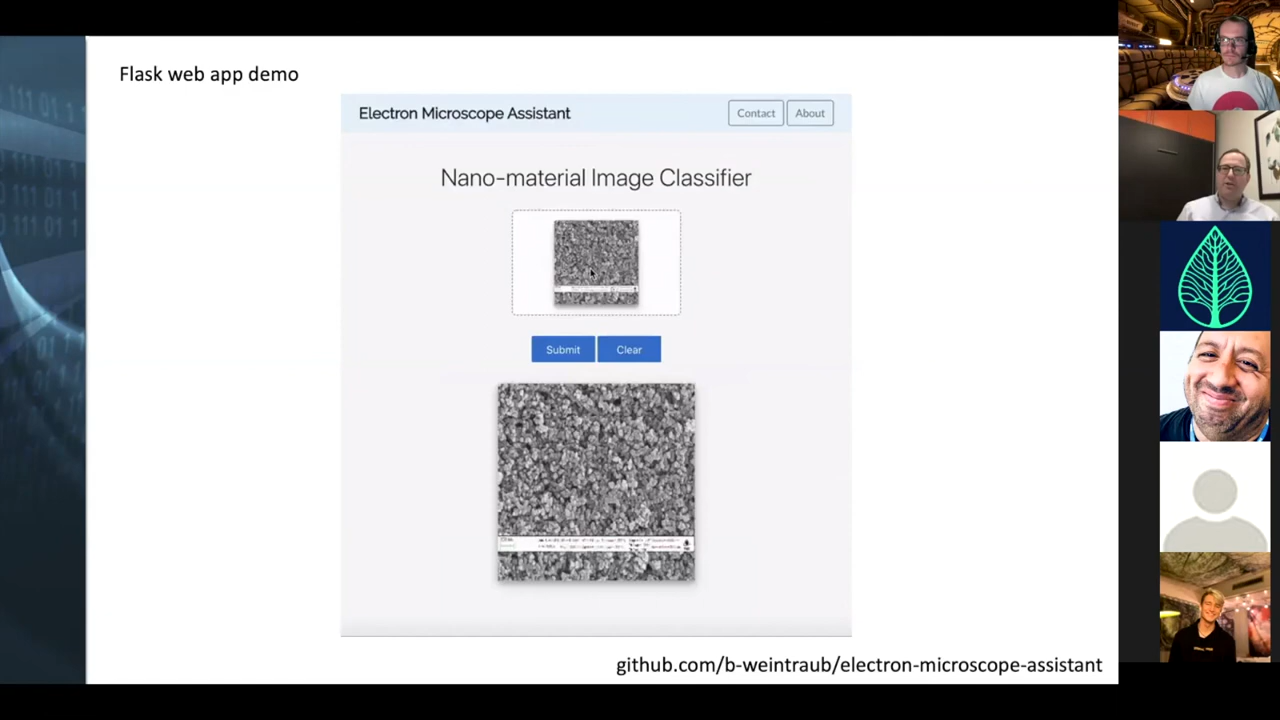 Flask web app demo
Electron Microscope Assistant
Contact
About
Nano-material Image Classifier
Submit
Clear
github.com/b-weintraub/electron-microscope-assistant